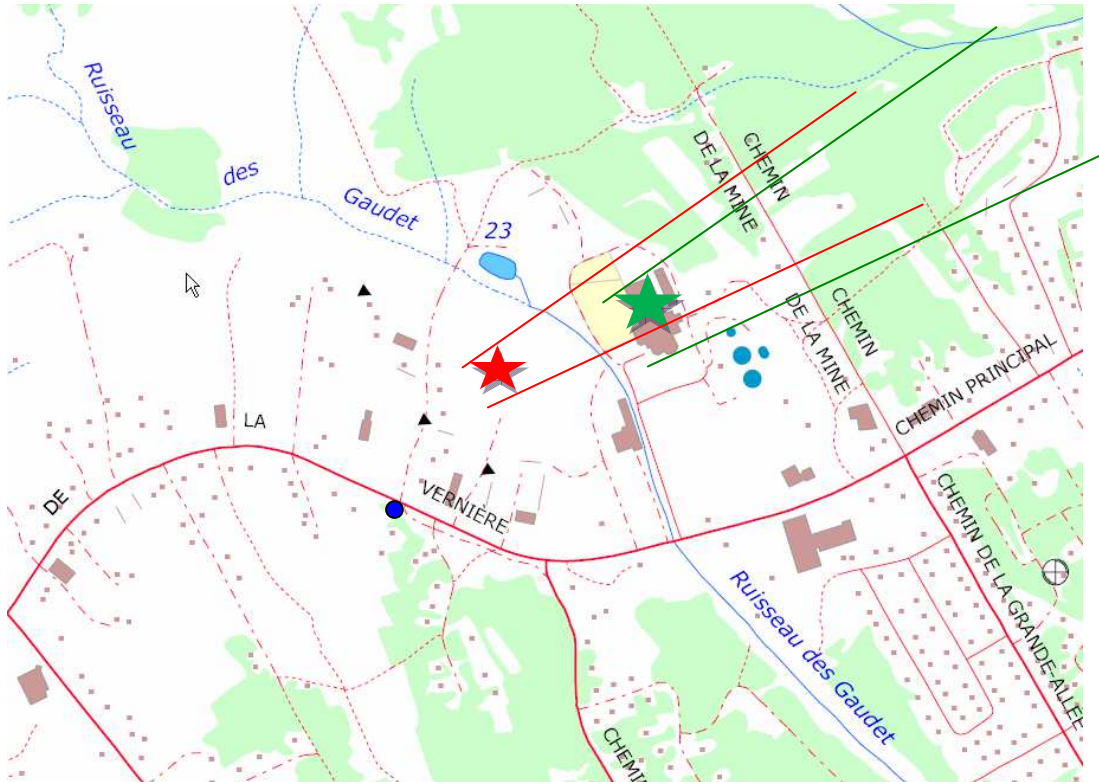 Ruisseau
des
Gaudet
23
CHEMIN
DE LA MINE
CHEMIN
DE LA MINE
CHEMIN PRINCIPAL
LA
DE
VERNIÈRE
CHEMIN DE LA GRANDE-ALLÉE
Ruisseau des Gaudet
CHEMIN